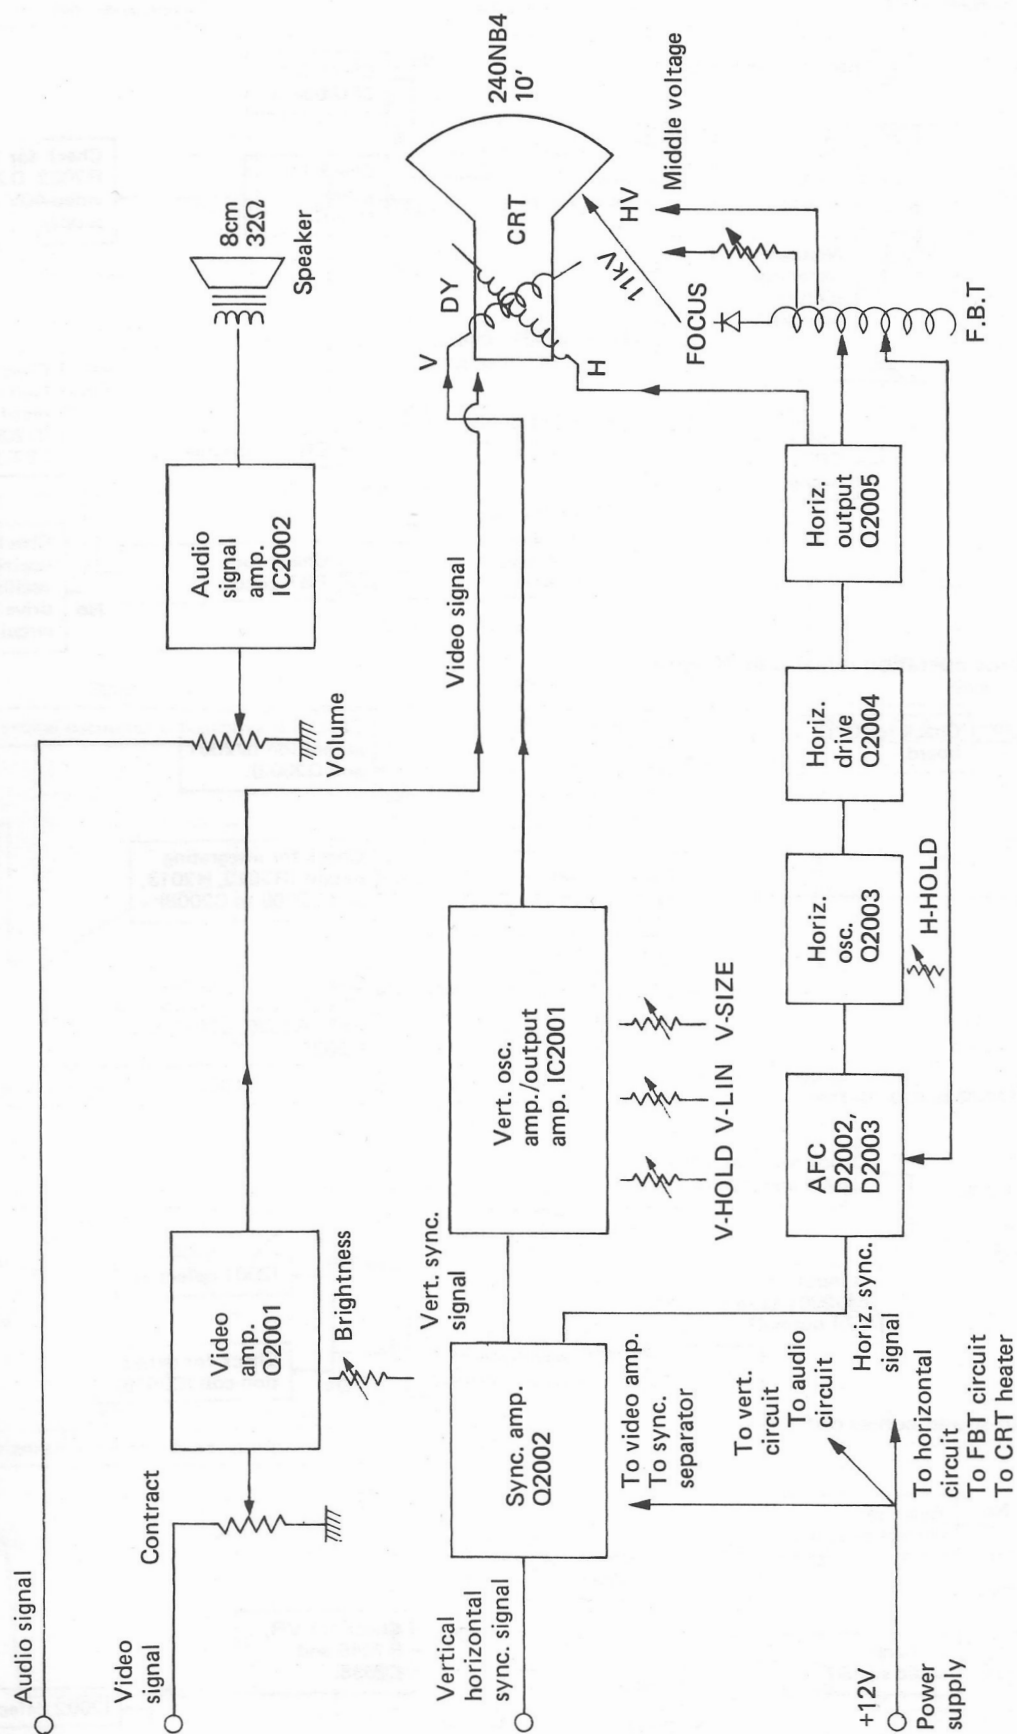 Audio signal
Video
signal
Contract
Video
amp.
Q2001
Brightness
Volume
Audio
signal
amp.
IC2002
8cm
32Ω
Speaker
Vertical
horizontal
sync. signal
Sync. amp.
Q2002
Vert. sync.
signal
Vert. osc.
amp./output
amp. IC2001
V-HOLD V-LIN V-SIZE
Video signal
V
DY
H
CRT
240NB4
10'
11kV
HV
Middle voltage
FOCUS
F.B.T
+12V
Power
supply
To video amp.
To sync.
separator
To vert.
circuit
To audio
circuit
To horizontal
circuit
To FBT circuit
To CRT heater
Horiz. sync.
signal
AFC
D2002,
D2003
Horiz.
osc.
Q2003
H-HOLD
Horiz.
drive
Q2004
Horiz.
output
Q2005